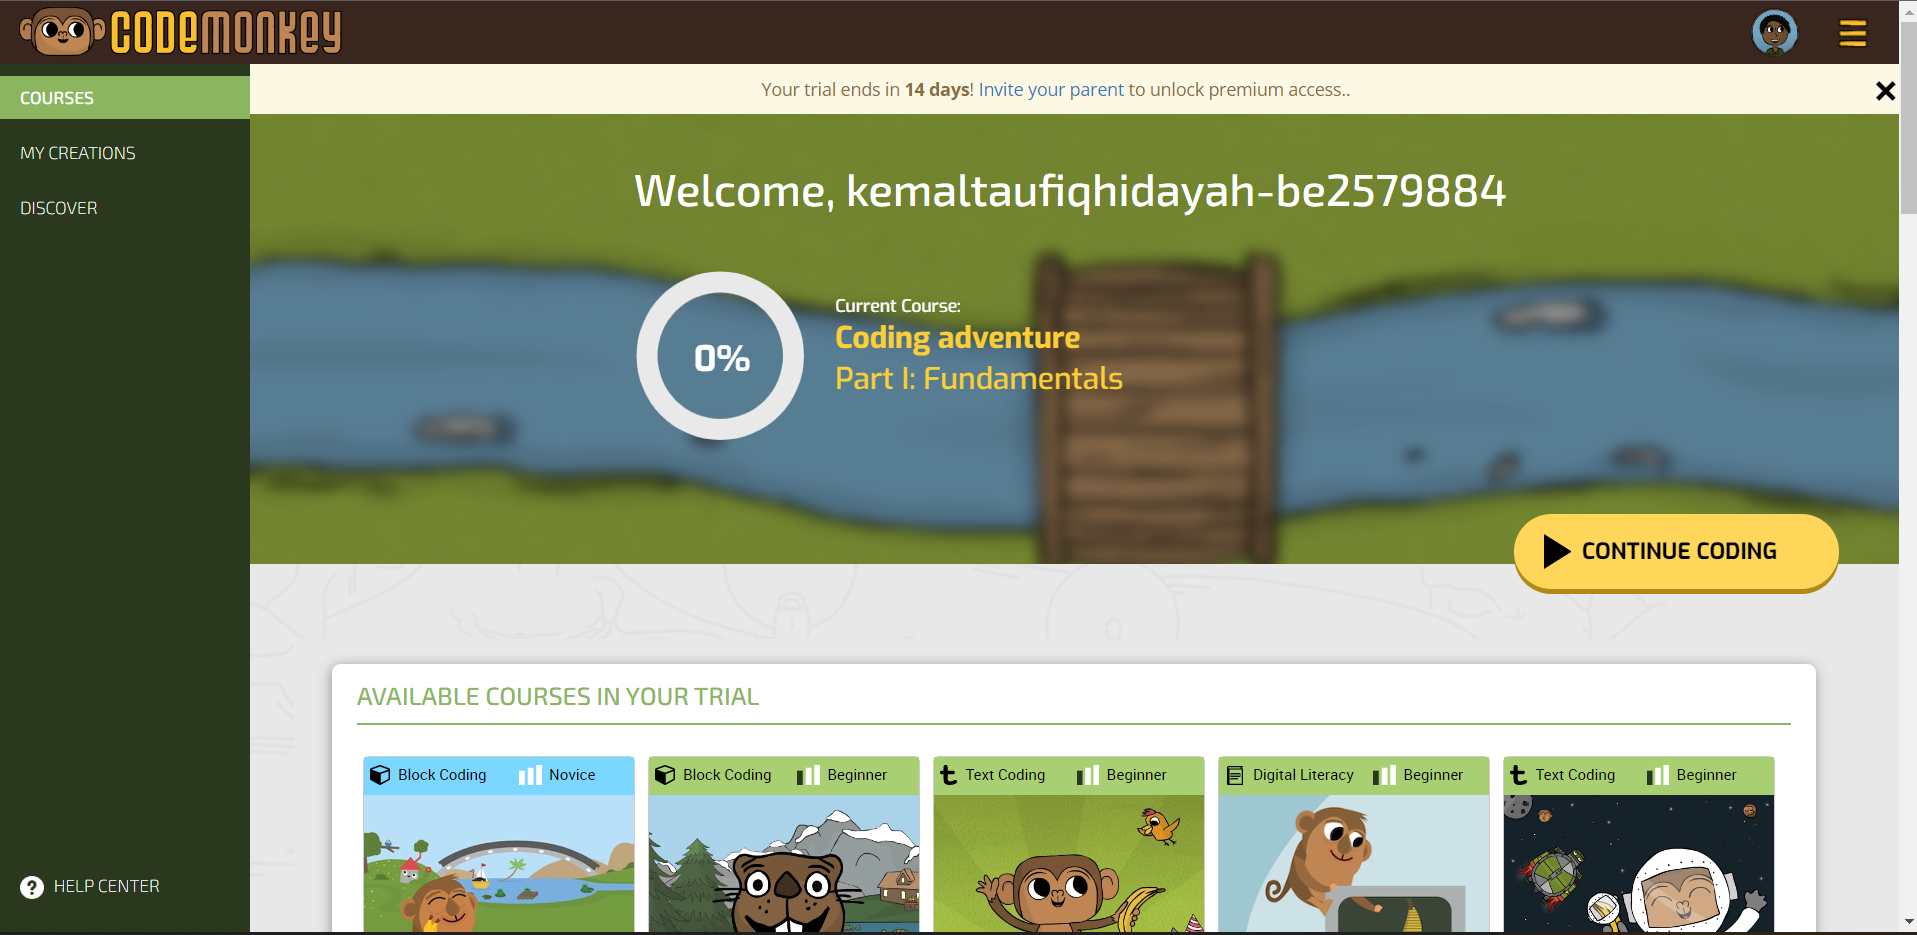 CODEMONKEY
COURSES
MY CREATIONS
DISCOVER
HELP CENTER
Your trial ends in 14 days! Invite your parent to unlock premium access..
Welcome, kemaltaufiqhidayah-be2579884
0%
Current Course:
Coding adventure
Part I: Fundamentals
CONTINUE CODING
AVAILABLE COURSES IN YOUR TRIAL
Block Coding Novice
Block Coding Beginner
Text Coding Beginner
Digital Literacy Beginner
Text Coding Beginner